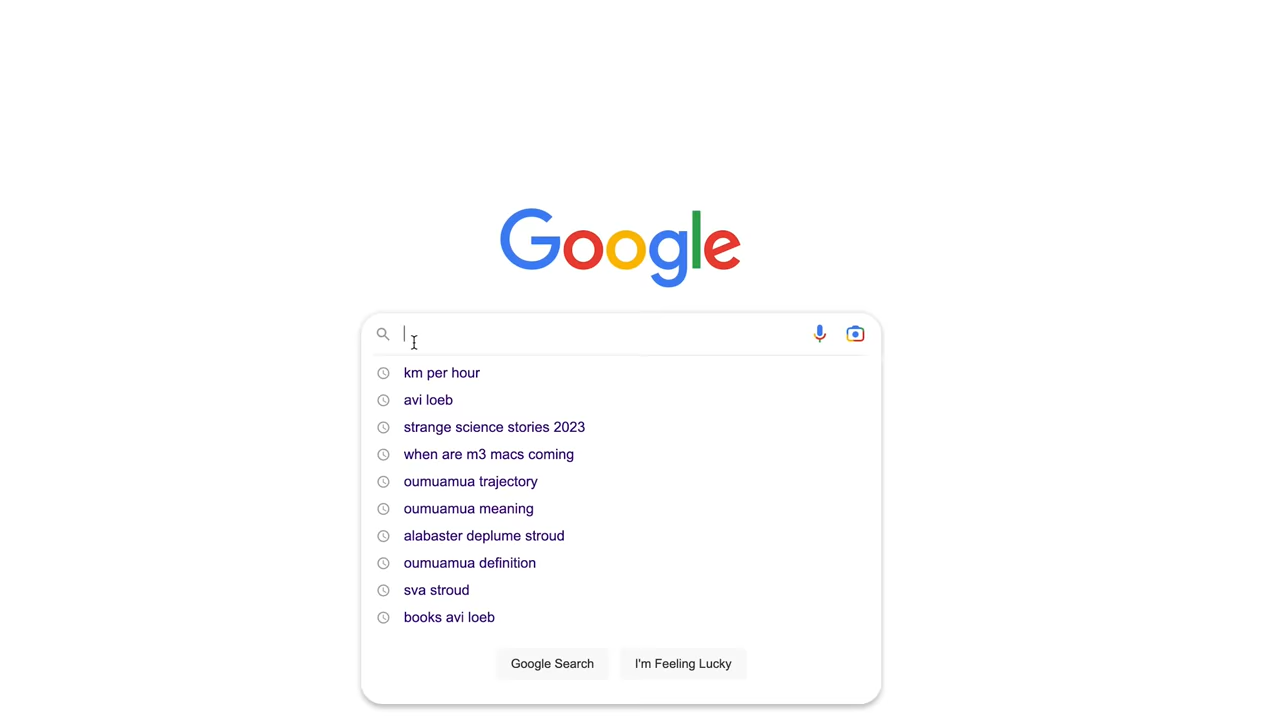 Google
km per hour
avi loeb
strange science stories 2023
when are m3 macs coming
oumuamua trajectory
oumuamua meaning
alabaster deplume stroud
oumuamua definition
sva stroud
books avi loeb
Google Search
I'm Feeling Lucky